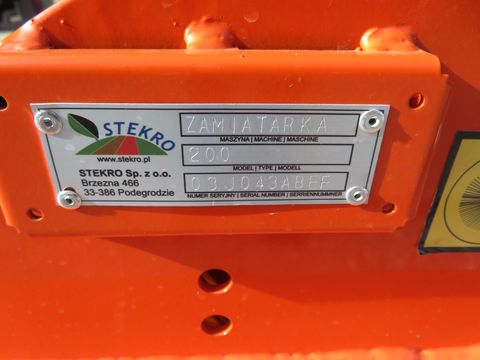 STEKRO
www.stekro.pl
STEKRO Sp. z o.o.
Brzezna 466
33-386 Podegrodzie
ZAMIATARKA
MASZYNA | MACHINE | MASCHINE
200
MODEL | TYPE | MODELL
NUMER SERYJNY | SERIAL NUMBER | SERIENNUMMER